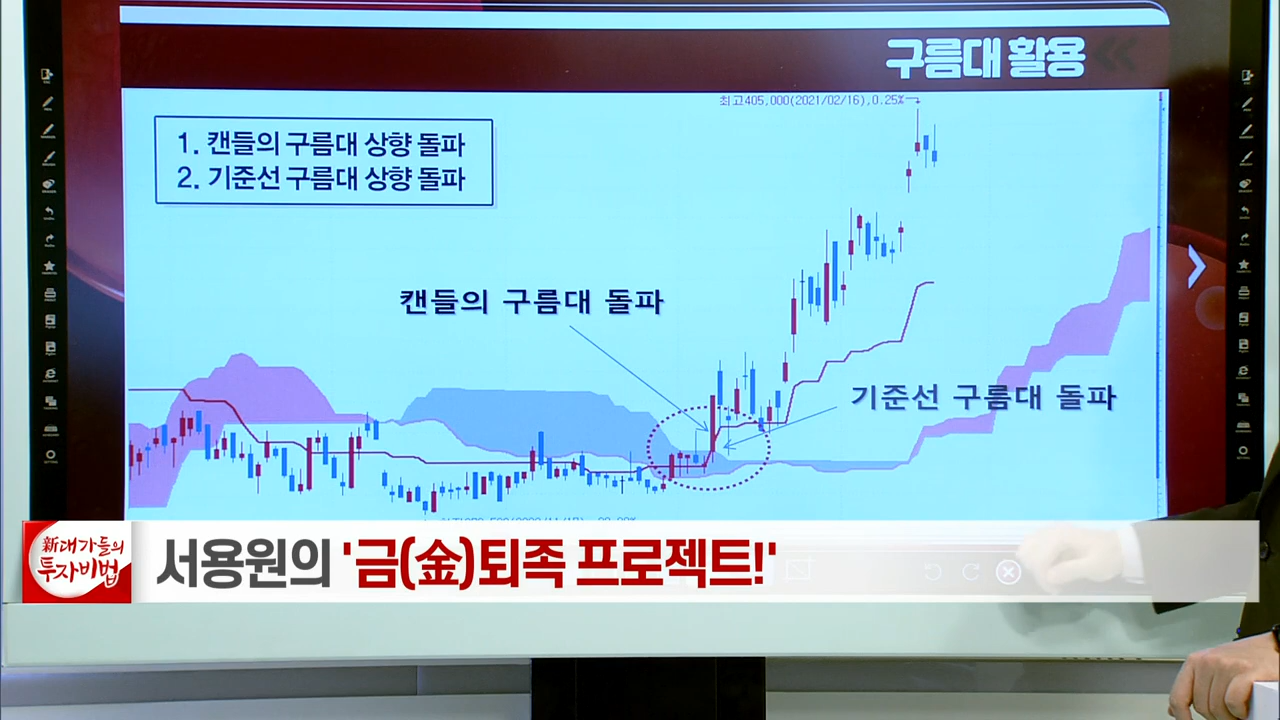 구름대 활용
최고405,000(2021/02/16),0.25%
1. 캔들의 구름대 상향 돌파
2. 기준선 구름대 상향 돌파
캔들의 구름대 돌파
기준선 구름대 돌파
新대가들의
투자비법
서용원의 '금(金)퇴족 프로젝트!'